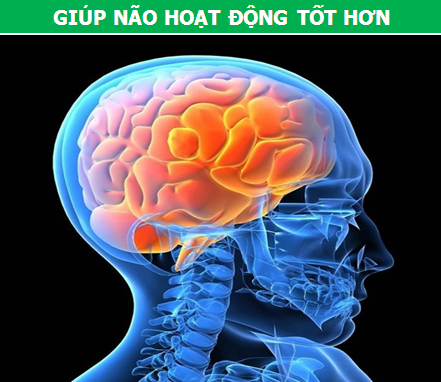 GIÚP NÃO HOẠT ĐỘNG TỐT HƠN